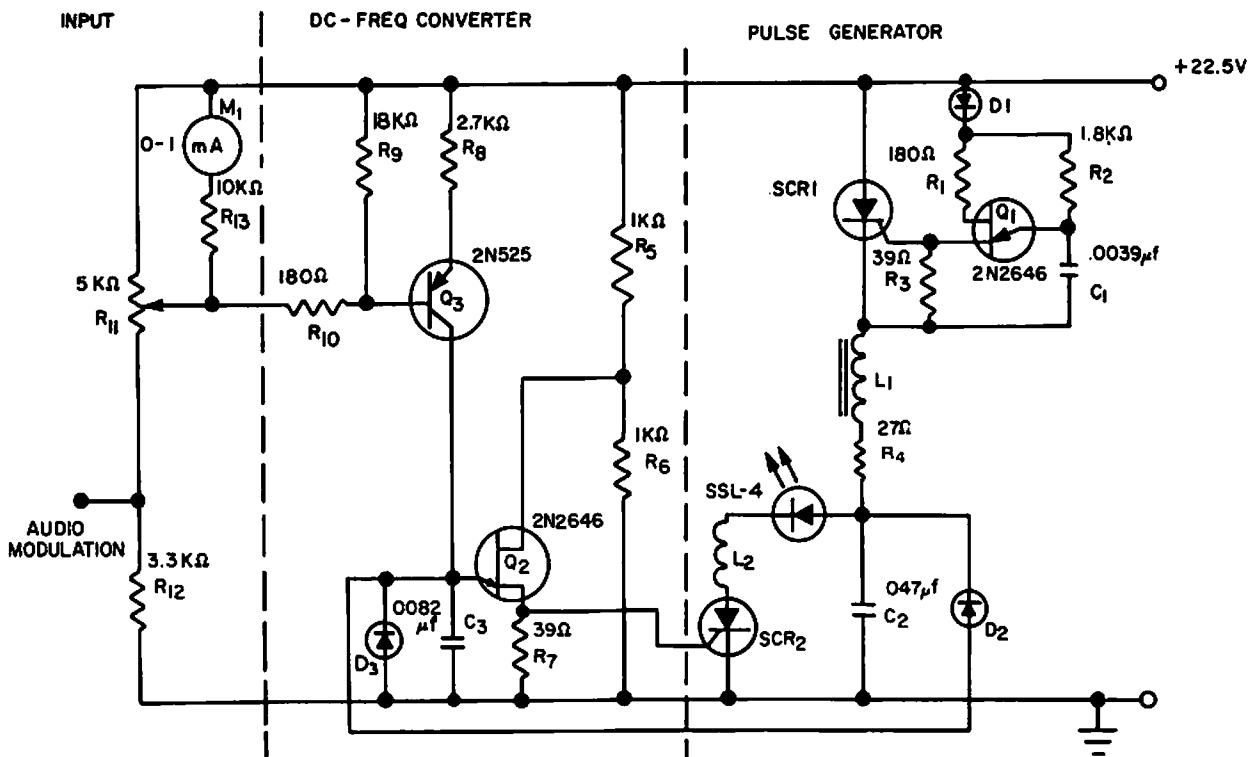 INPUT
DC-FREQ CONVERTER
PULSE GENERATOR
+22.5V
M1
0-1 mA
10KΩ
R13
18KΩ
R9
2.7KΩ
R8
1KΩ
R5
D1
180Ω
R1
1.8KΩ
R2
SCR1
Q1
2N2646
39Ω
R3
.0039μf
C1
5KΩ
R11
180Ω
R10
2N525
Q3
L1
27Ω
R4
1KΩ
R6
SSL-4
AUDIO
MODULATION
3.3KΩ
R12
2N2646
Q2
L2
.0082
μf
C3
D3
39Ω
R7
SCR2
.047μf
C2
D2